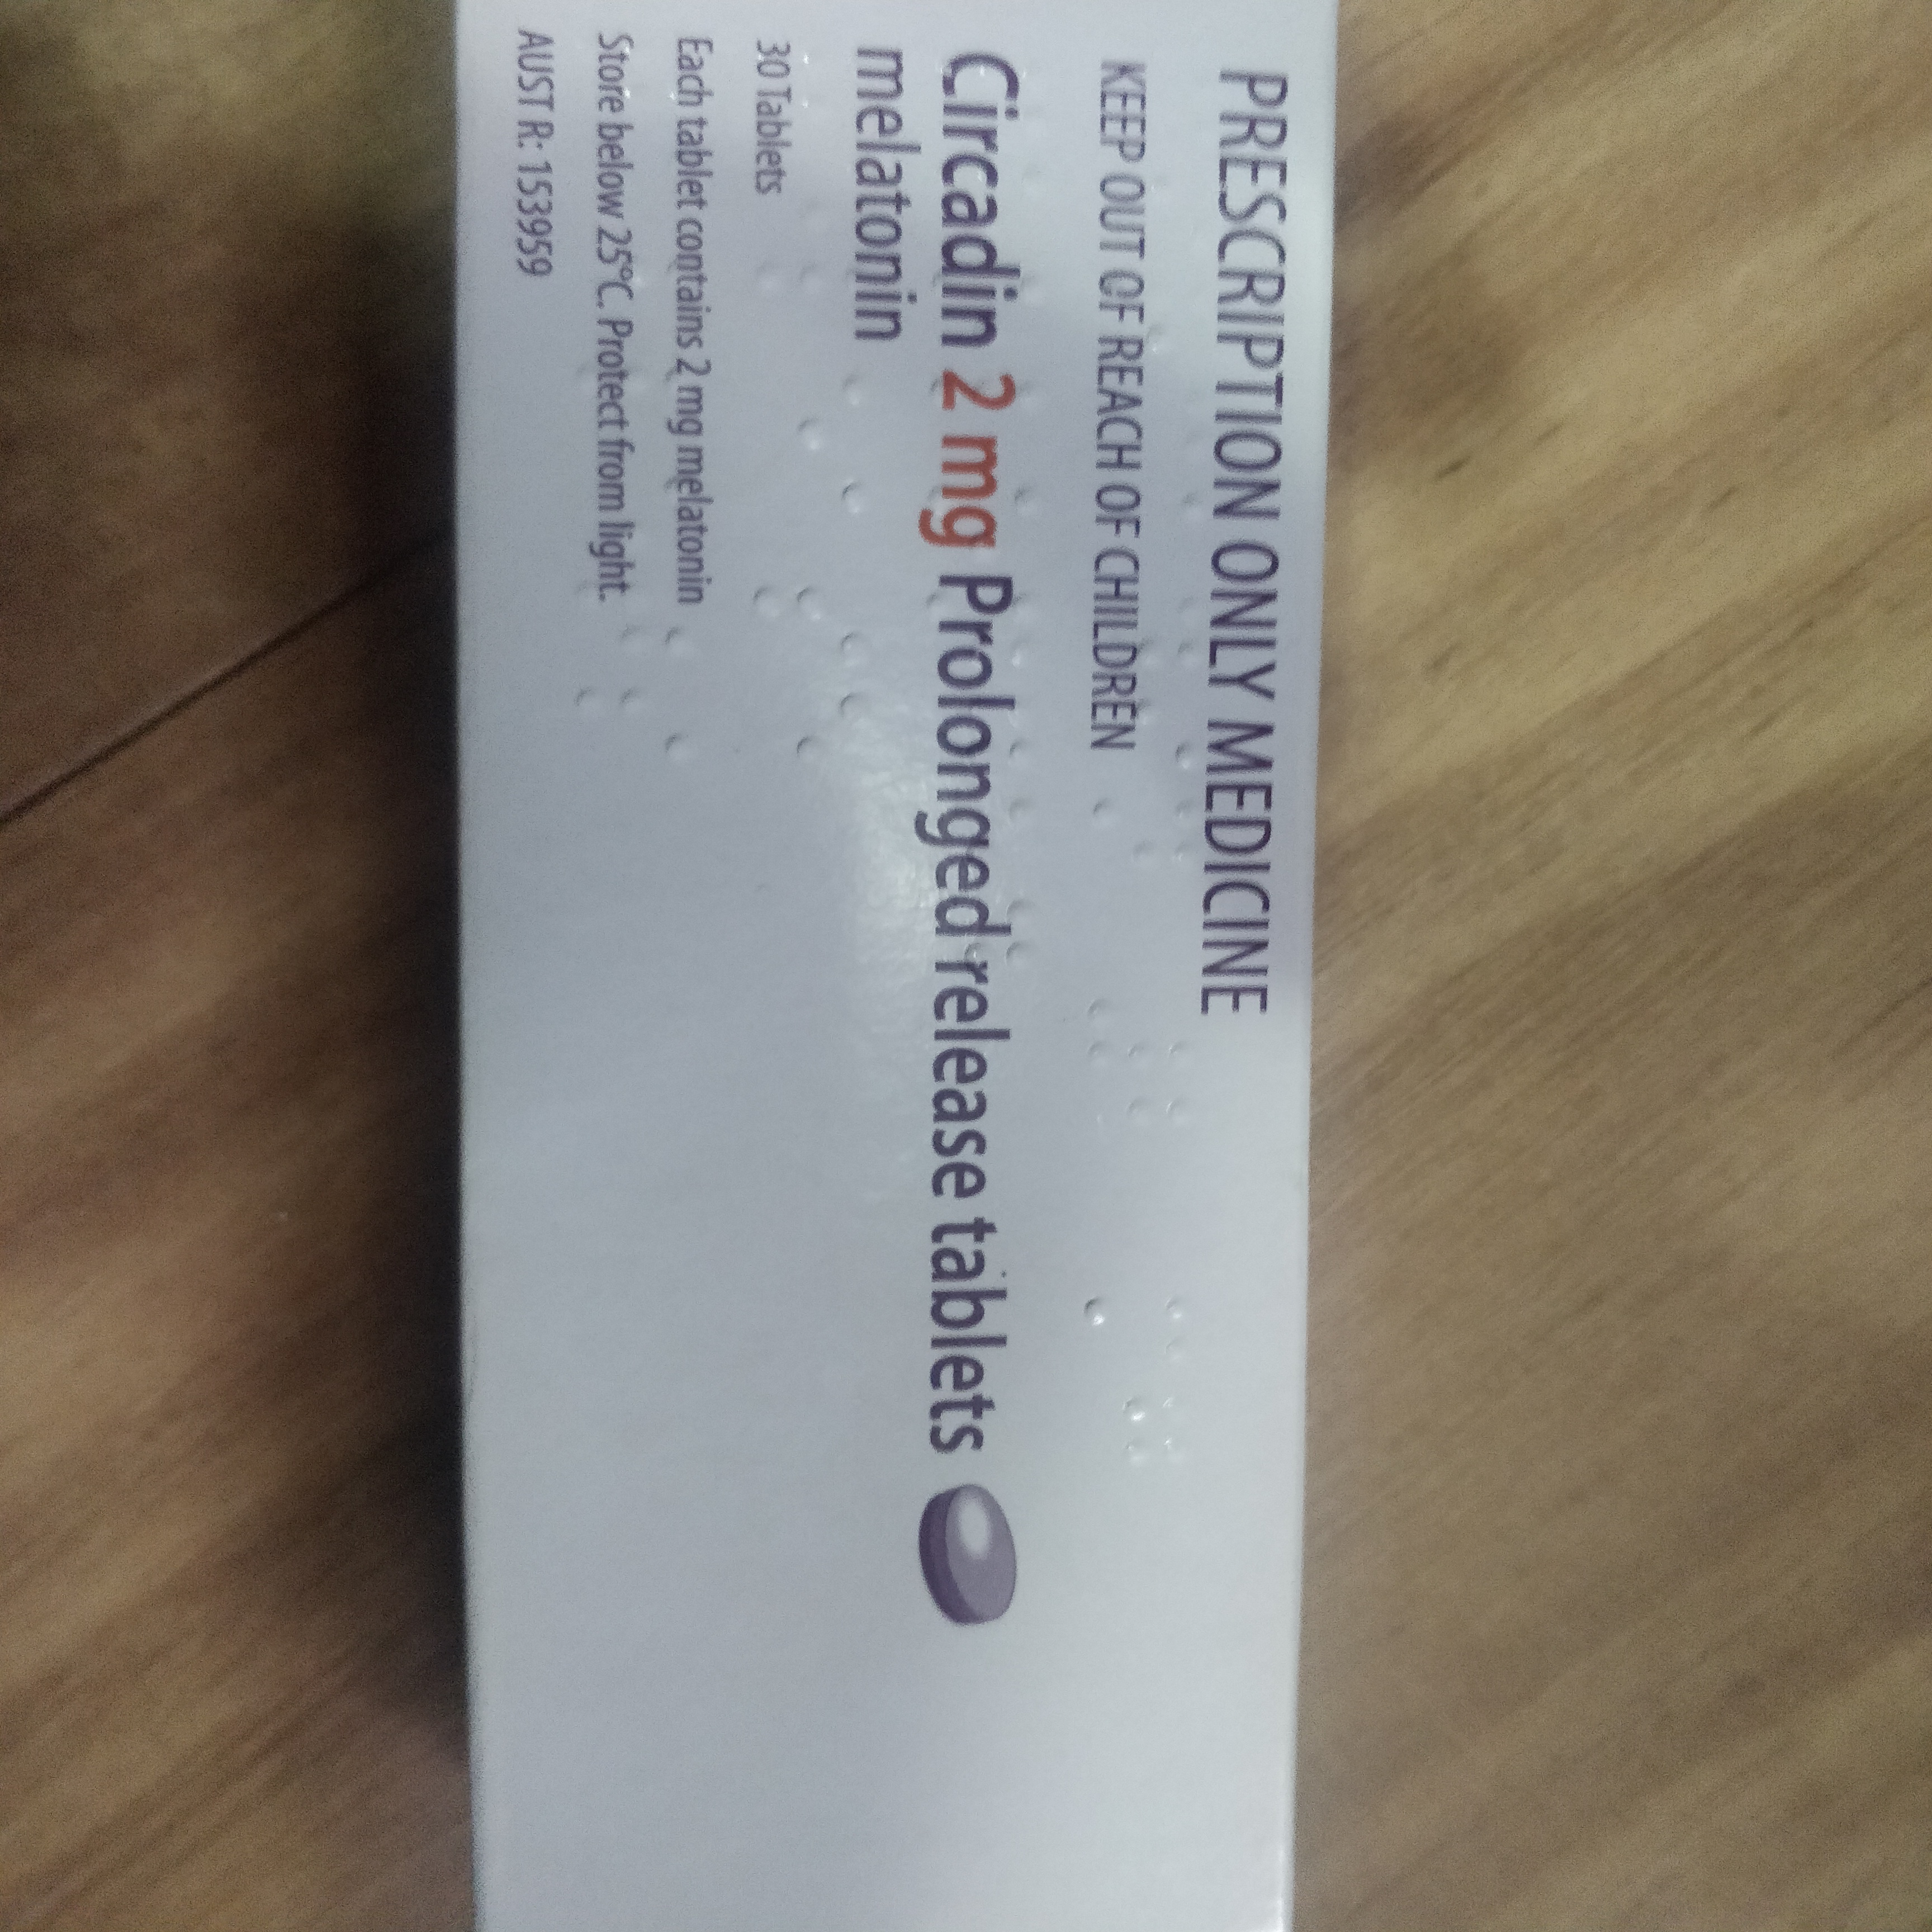 PRESCRIPTION ONLY MEDICINE
KEEP OUT OF REACH OF CHILDREN
Circadin 2 mg Prolonged release tablets
melatonin
30 Tablets
Each tablet contains 2 mg melatonin
Store below 25°C. Protect from light.
AUST R: 153959